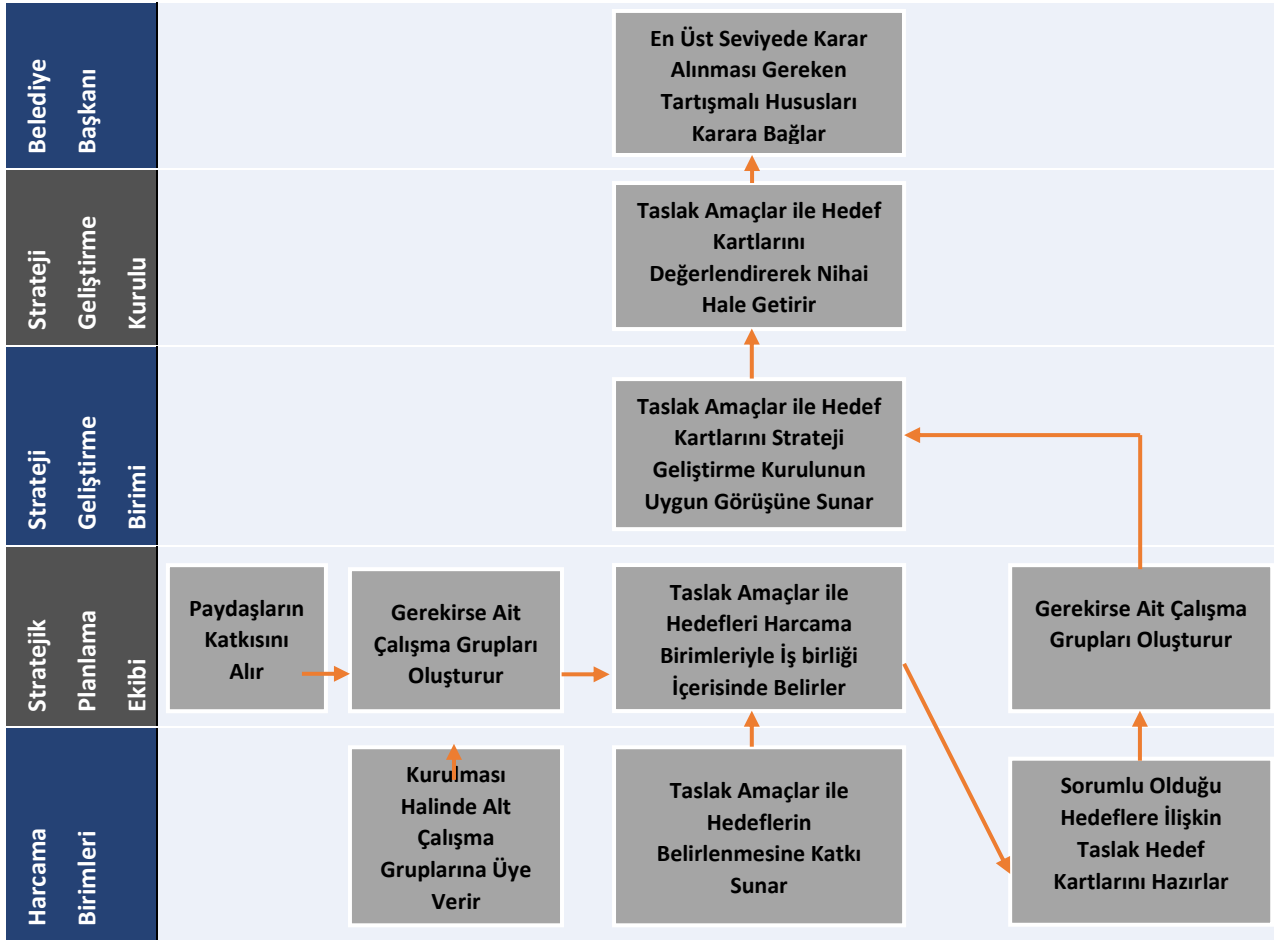 Belediye
Başkanı
En Üst Seviyede Karar
Alınması Gereken
Tartışmalı Hususları
Karara Bağlar
Strateji
Geliştirme
Kurulu
Taslak Amaçlar ile Hedef
Kartlarını
Değerlendirerek Nihai
Hale Getirir
Strateji
Geliştirme
Birimi
Taslak Amaçlar ile Hedef
Kartlarını Strateji
Geliştirme Kurulunun
Uygun Görüşüne Sunar
Stratejik
Planlama
Ekibi
Paydaşların
Katkısını
Alır
Gerekirse Ait
Çalışma Grupları
Oluşturur
Taslak Amaçlar ile
Hedefleri Harcama
Birimleriyle İş birliği
İçerisinde Belirler
Gerekirse Ait Çalışma
Grupları Oluşturur
Harcama
Birimleri
Kurulması
Halinde Alt
Çalışma
Gruplarına Üye
Verir
Taslak Amaçlar ile
Hedeflerin
Belirlenmesine Katkı
Sunar
Sorumlu Olduğu
Hedeflere İlişkin
Taslak Hedef
Kartlarını Hazırlar